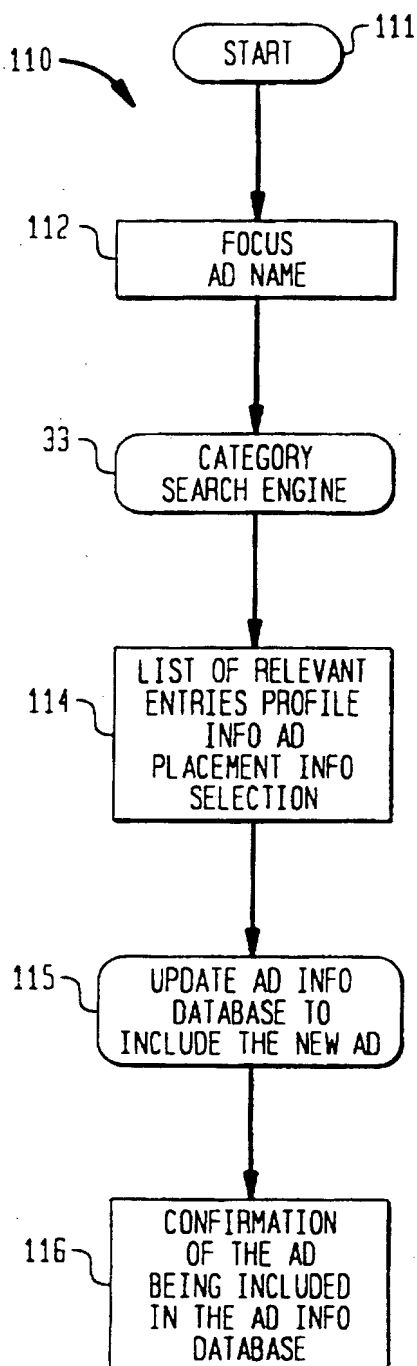 111
START
110
112
FOCUS
AD NAME
33
CATEGORY
SEARCH ENGINE
114
LIST OF RELEVANT
ENTRIES PROFILE
INFO AD
PLACEMENT INFO
SELECTION
115
UPDATE AD INFO
DATABASE TO
INCLUDE THE NEW AD
116
CONFIRMATION
OF THE AD
BEING INCLUDED
IN THE AD INFO
DATABASE